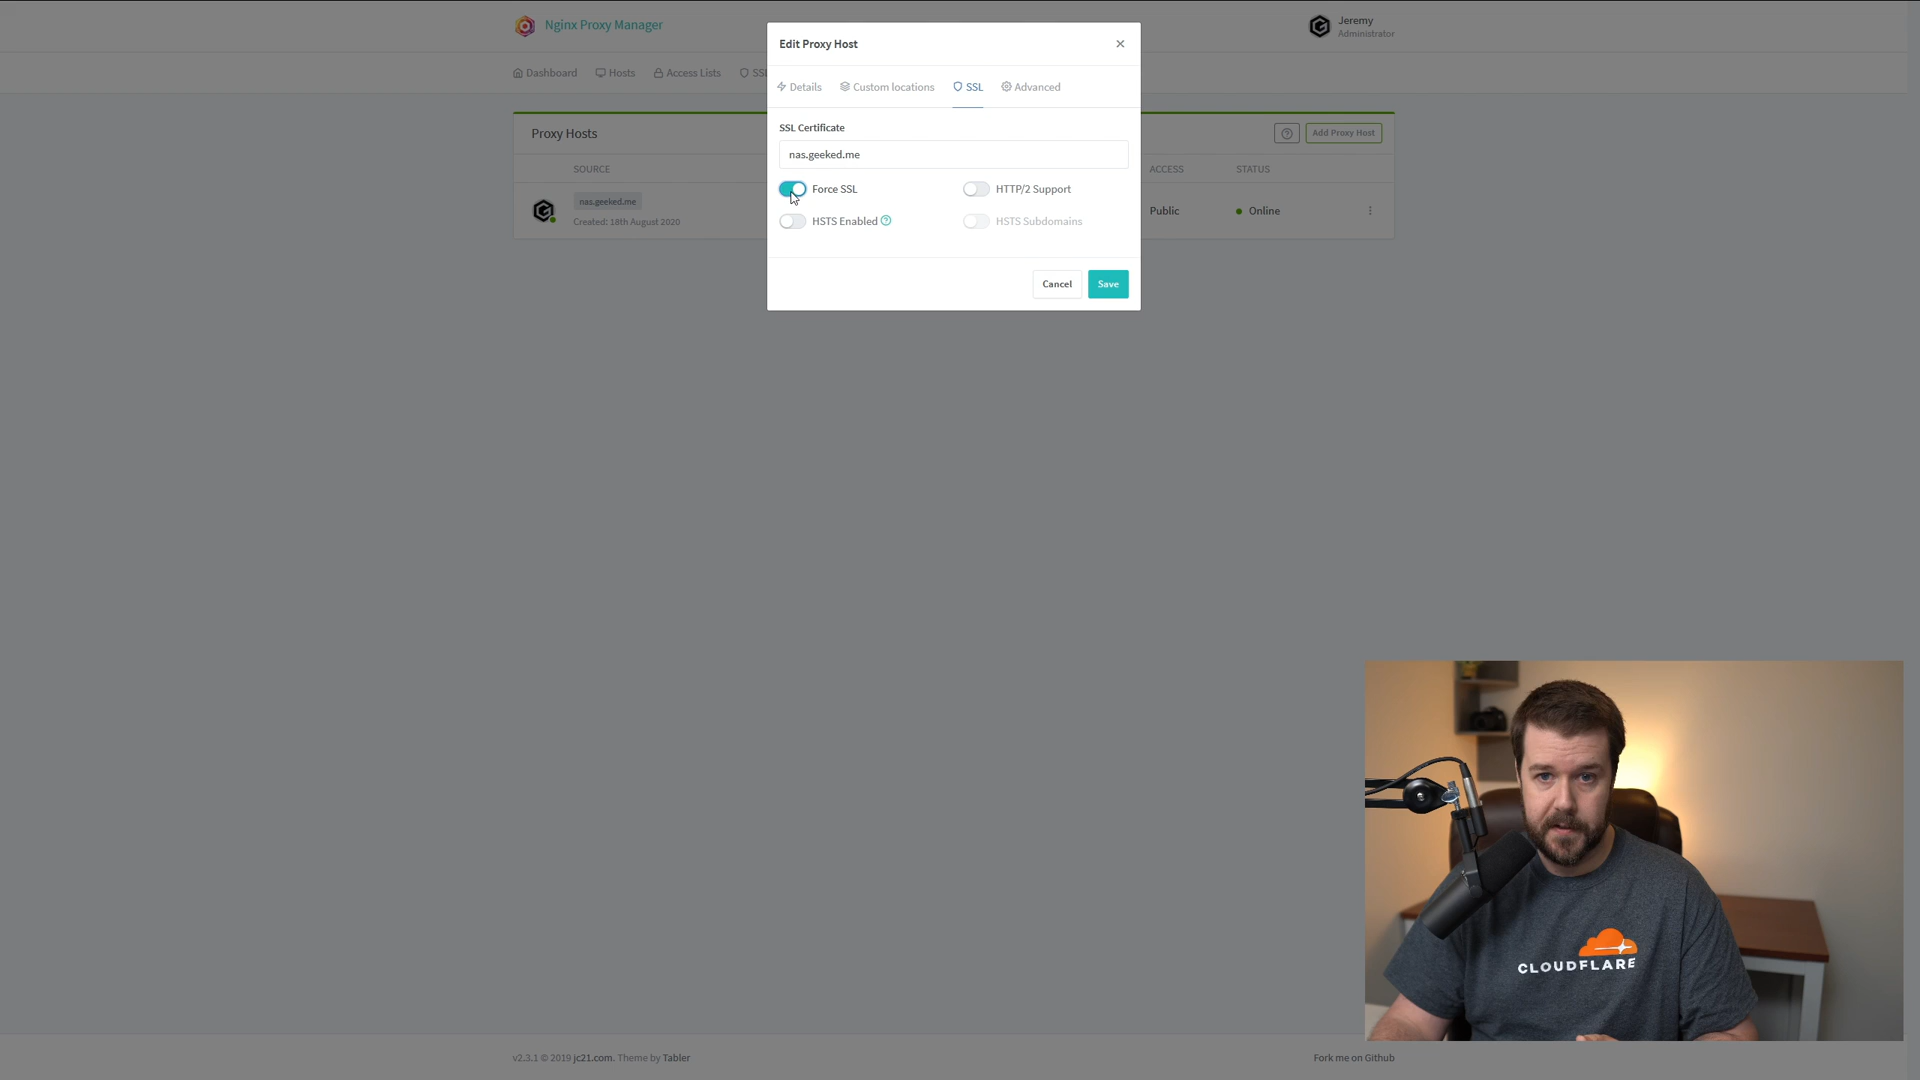 Nginx Proxy Manager
Jeremy
Administrator
Dashboard
Hosts
Access Lists
SSL
Edit Proxy Host
Details
Custom locations
SSL
Advanced
SSL Certificate
nas.geeked.me
Force SSL
HTTP/2 Support
HSTS Enabled
HSTS Subdomains
Cancel
Save
Proxy Hosts
Add Proxy Host
SOURCE
ACCESS
STATUS
nas.geeked.me
Created: 18th August 2020
Public
Online
CLOUDFLARE
v2.3.1 © 2019 jc21.com. Theme by Tabler
Fork me on Github